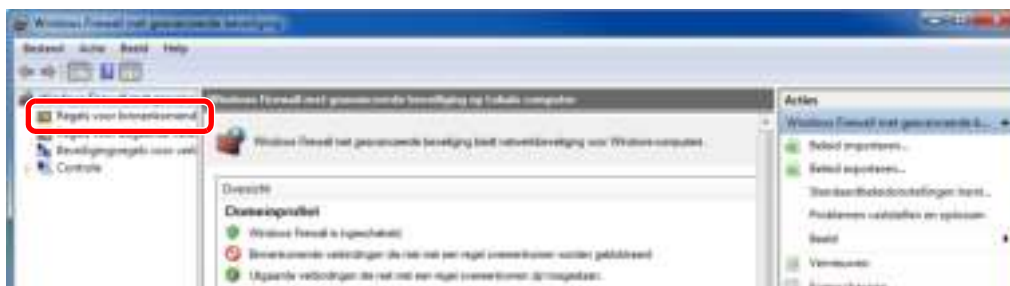 Windows Firewall met geavanceerde beveiliging
Bestand Actie Beeld Help
Windows Firewall met geavanceerde beveiliging op Lokale computer
Regels voor binnenkomend
Regels voor uitgaande
Beveiligingsregels voor verb
Controle
Windows Firewall met geavanceerde beveiliging biedt netwerkbeveiliging voor Windows-computers.
Overzicht
Domeinprofiel
Windows Firewall is ingeschakeld.
Binnenkomende verbindingen die niet met een regel overeenkomen worden geblokkeerd.
Uitgaande verbindingen die niet met een regel overeenkomen zijn toegestaan.
Acties
Windows Firewall met geavanceerde b...
Beleid importeren...
Beleid exporteren...
Standaardbeleidsinstellingen herst...
Problemen vaststellen en oplossen
Beeld
Vernieuwen